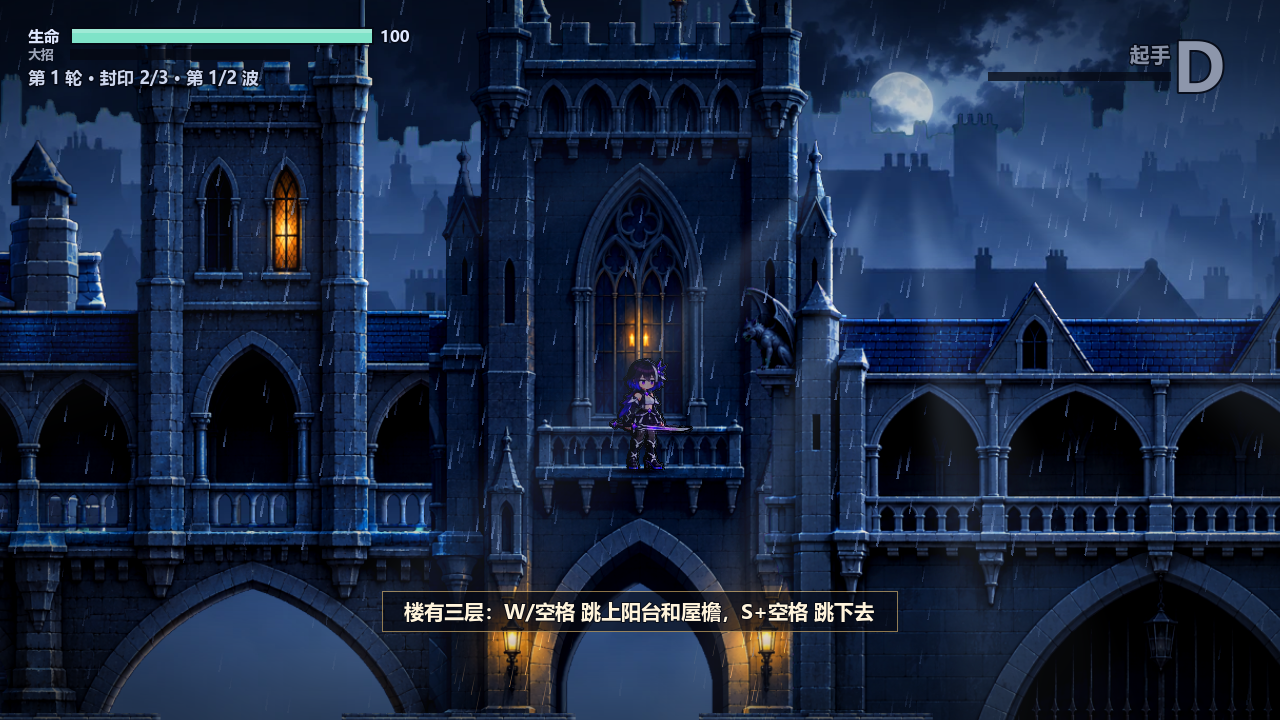 生命 100
大招
第 1 轮 • 封印 2/3 • 第 1/2 波
起手 D
楼有三层：W/空格 跳上阳台和屋檐，S+空格 跳下去